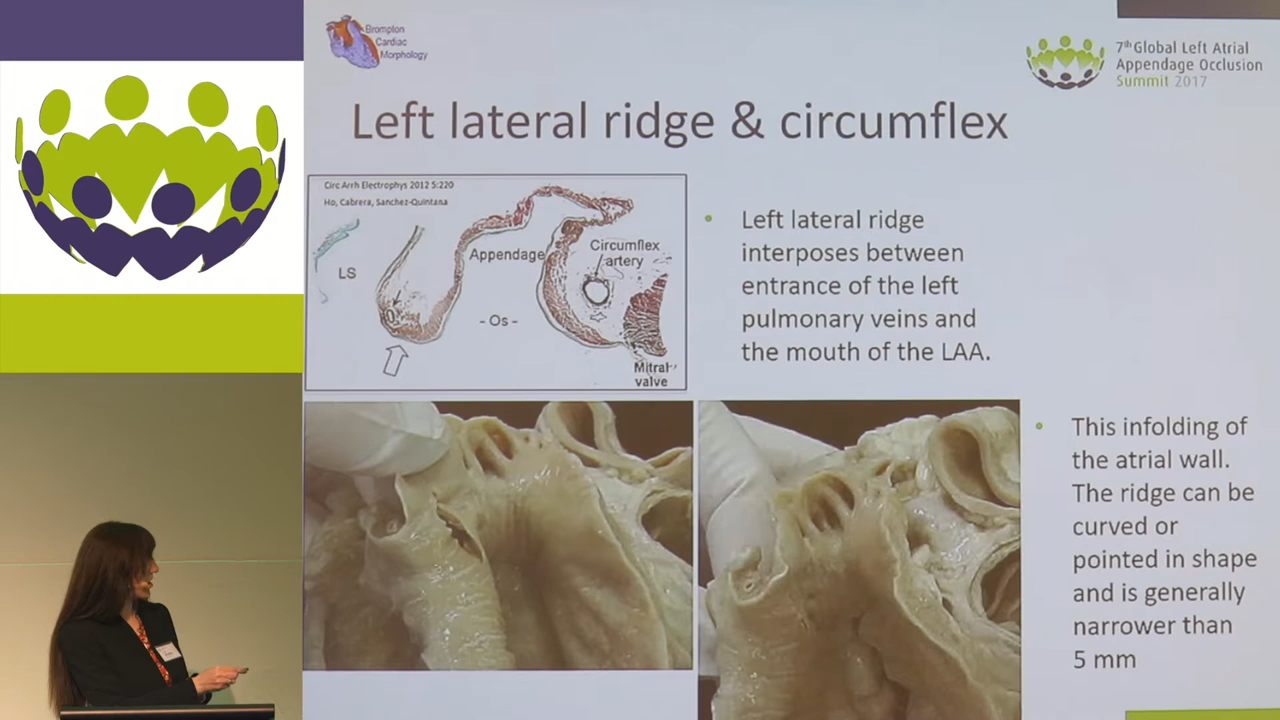 Brompton
Cardiac
Morphology
7th Global Left Atrial
Appendage Occlusion
Summit 2017
Left lateral ridge & circumflex
Circ Arrh Electrophys 2012 5:220
Ho, Cabrera, Sanchez-Quintana
LS
Appendage
Circumflex
artery
- Os -
Mitral
valve
• Left lateral ridge
interposes between
entrance of the left
pulmonary veins and
the mouth of the LAA.
• This infolding of
the atrial wall.
The ridge can be
curved or
pointed in shape
and is generally
narrower than
5 mm